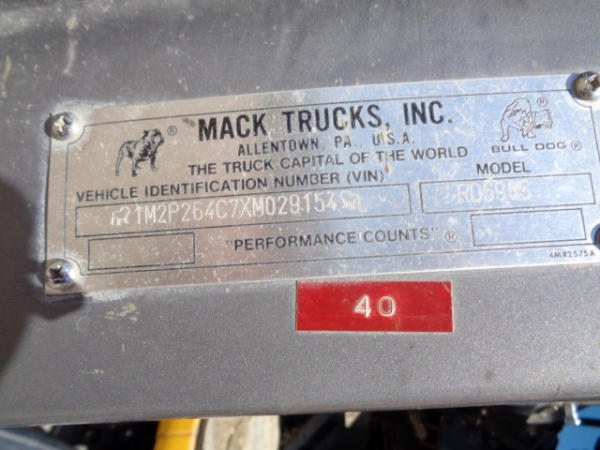 MACK TRUCKS, INC.
ALLENTOWN, PA., U.S.A.
THE TRUCK CAPITAL OF THE WORLD
BULL DOG ®
VEHICLE IDENTIFICATION NUMBER (VIN)
MODEL
1M2P264C7XM029154
"PERFORMANCE COUNTS" ®
4MR2575A
40